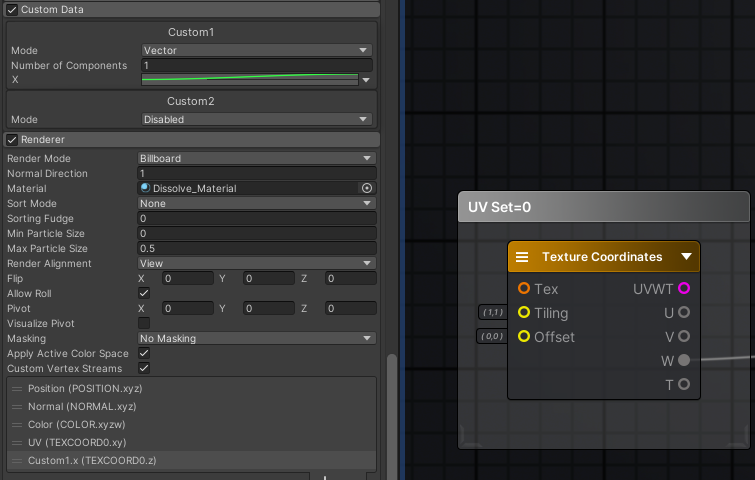 Custom Data
Custom1
Mode Vector
Number of Components 1
X
Custom2
Mode Disabled
Renderer
Render Mode Billboard
Normal Direction 1
Material Dissolve_Material
Sort Mode None
Sorting Fudge 0
Min Particle Size 0
Max Particle Size 0.5
Render Alignment View
Flip X 0 Y 0 Z 0
Allow Roll
Pivot X 0 Y 0 Z 0
Visualize Pivot
Masking No Masking
Apply Active Color Space
Custom Vertex Streams
Position (POSITION.xyz)
Normal (NORMAL.xyz)
Color (COLOR.xyzw)
UV (TEXCOORD0.xy)
Custom1.x (TEXCOORD0.z)
UV Set=0
Texture Coordinates
Tex UVWT
(1,1) Tiling U
(0,0) Offset V
W
T